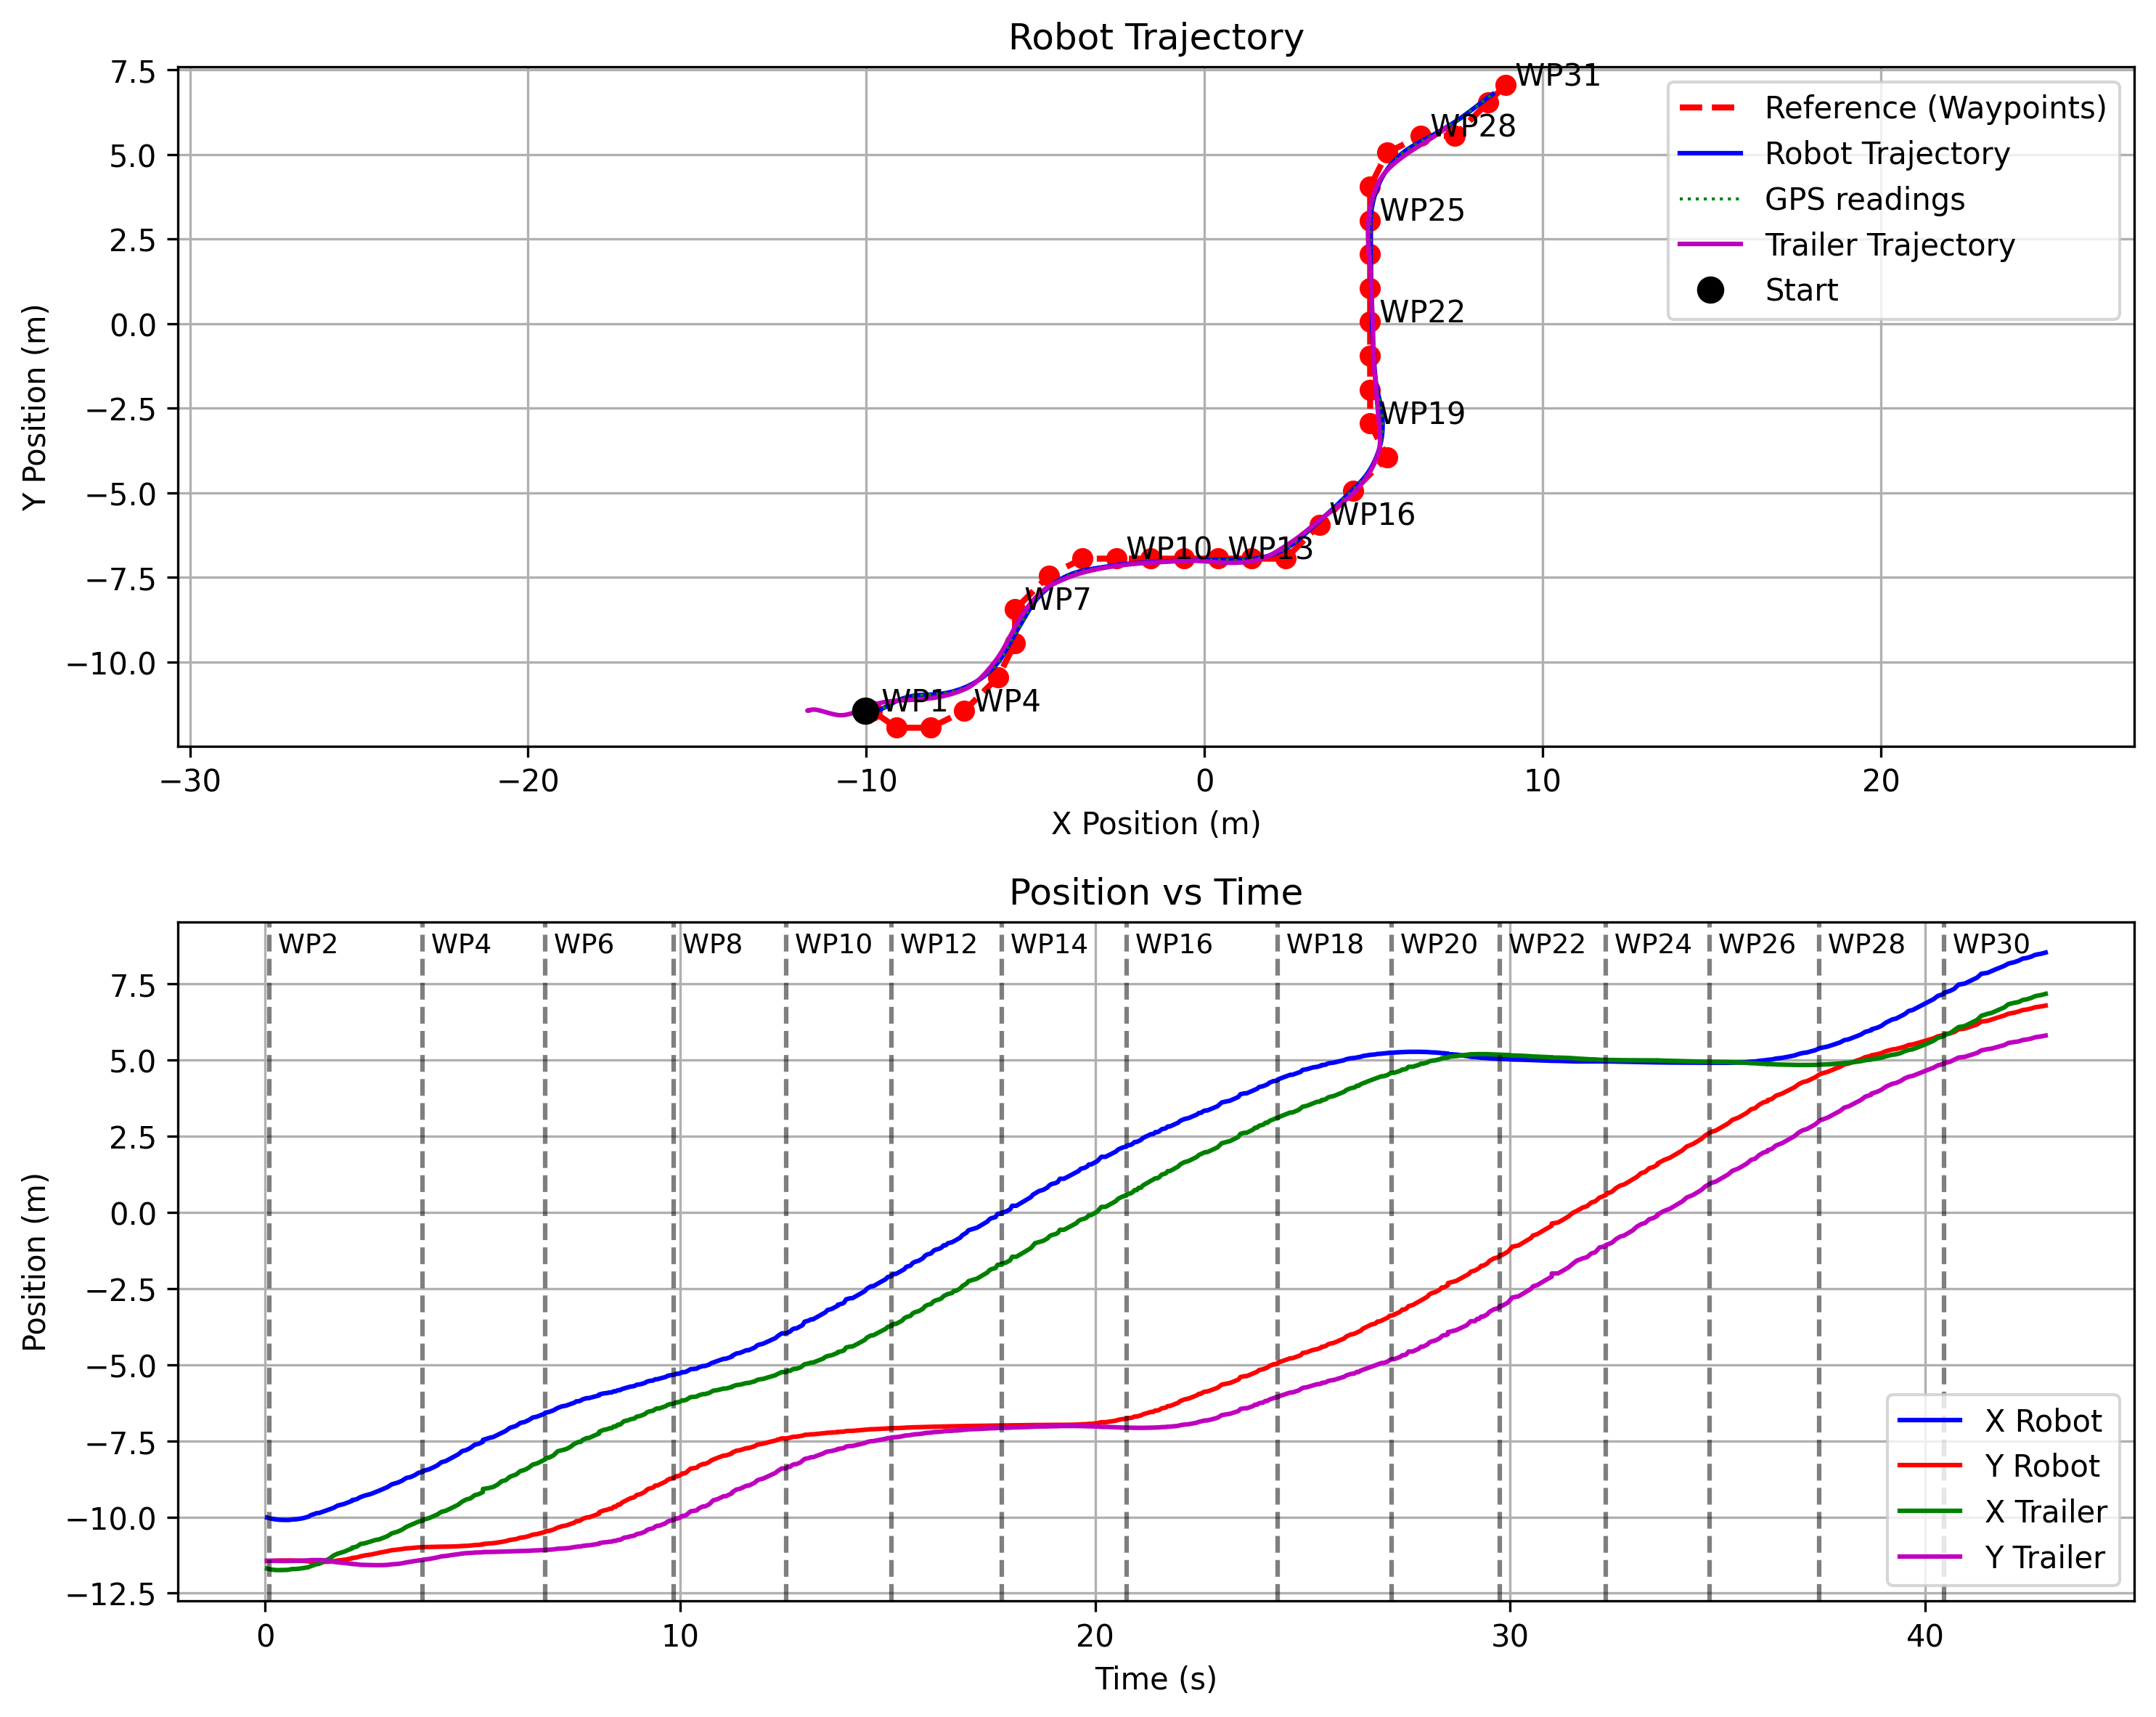 Robot Trajectory
7.5
5.0
2.5
0.0
−2.5
−5.0
−7.5
−10.0
Y Position (m)
WP31
WP28
WP25
WP22
WP19
WP16
WP10
WP13
WP7
WP1
WP4
Reference (Waypoints)
Robot Trajectory
GPS readings
Trailer Trajectory
Start
−30
−20
−10
0
10
20
X Position (m)
Position vs Time
WP2
WP4
WP6
WP8
WP10
WP12
WP14
WP16
WP18
WP20
WP22
WP24
WP26
WP28
WP30
7.5
5.0
2.5
0.0
−2.5
−5.0
−7.5
−10.0
−12.5
Position (m)
X Robot
Y Robot
X Trailer
Y Trailer
0
10
20
30
40
Time (s)